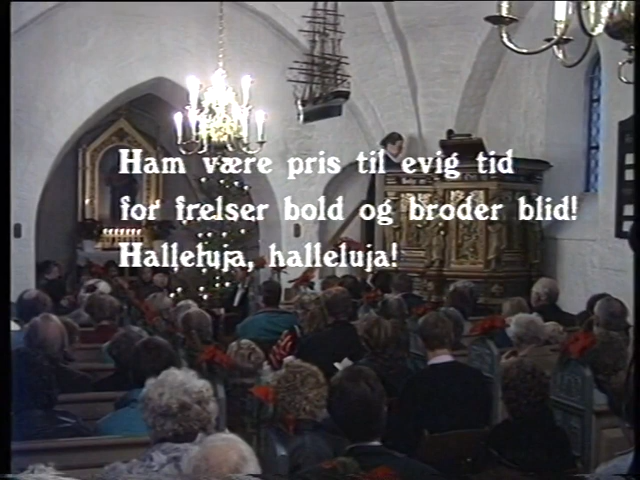 Ham være pris til evig tid
for frelser bold og broder blid!
Halleluja, halleluja!